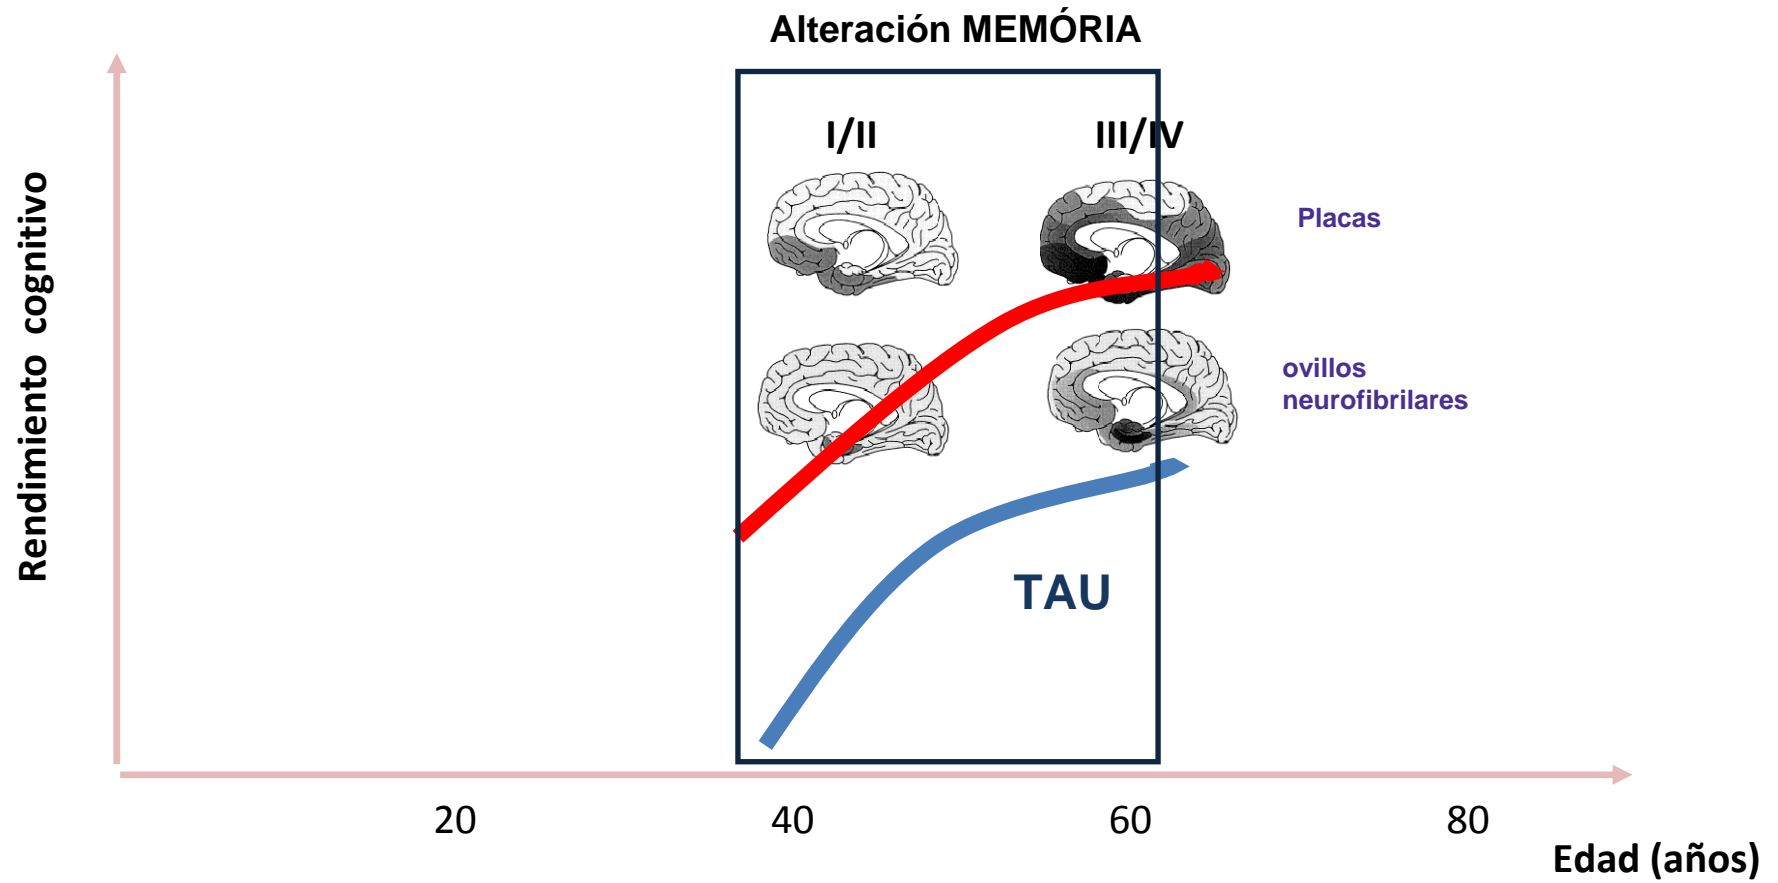 Alteración MEMÓRIA
I/II
III/IV
Rendimiento cognitivo
Placas
ovillos
neurofibrilares
TAU
20
40
60
80
Edad (años)